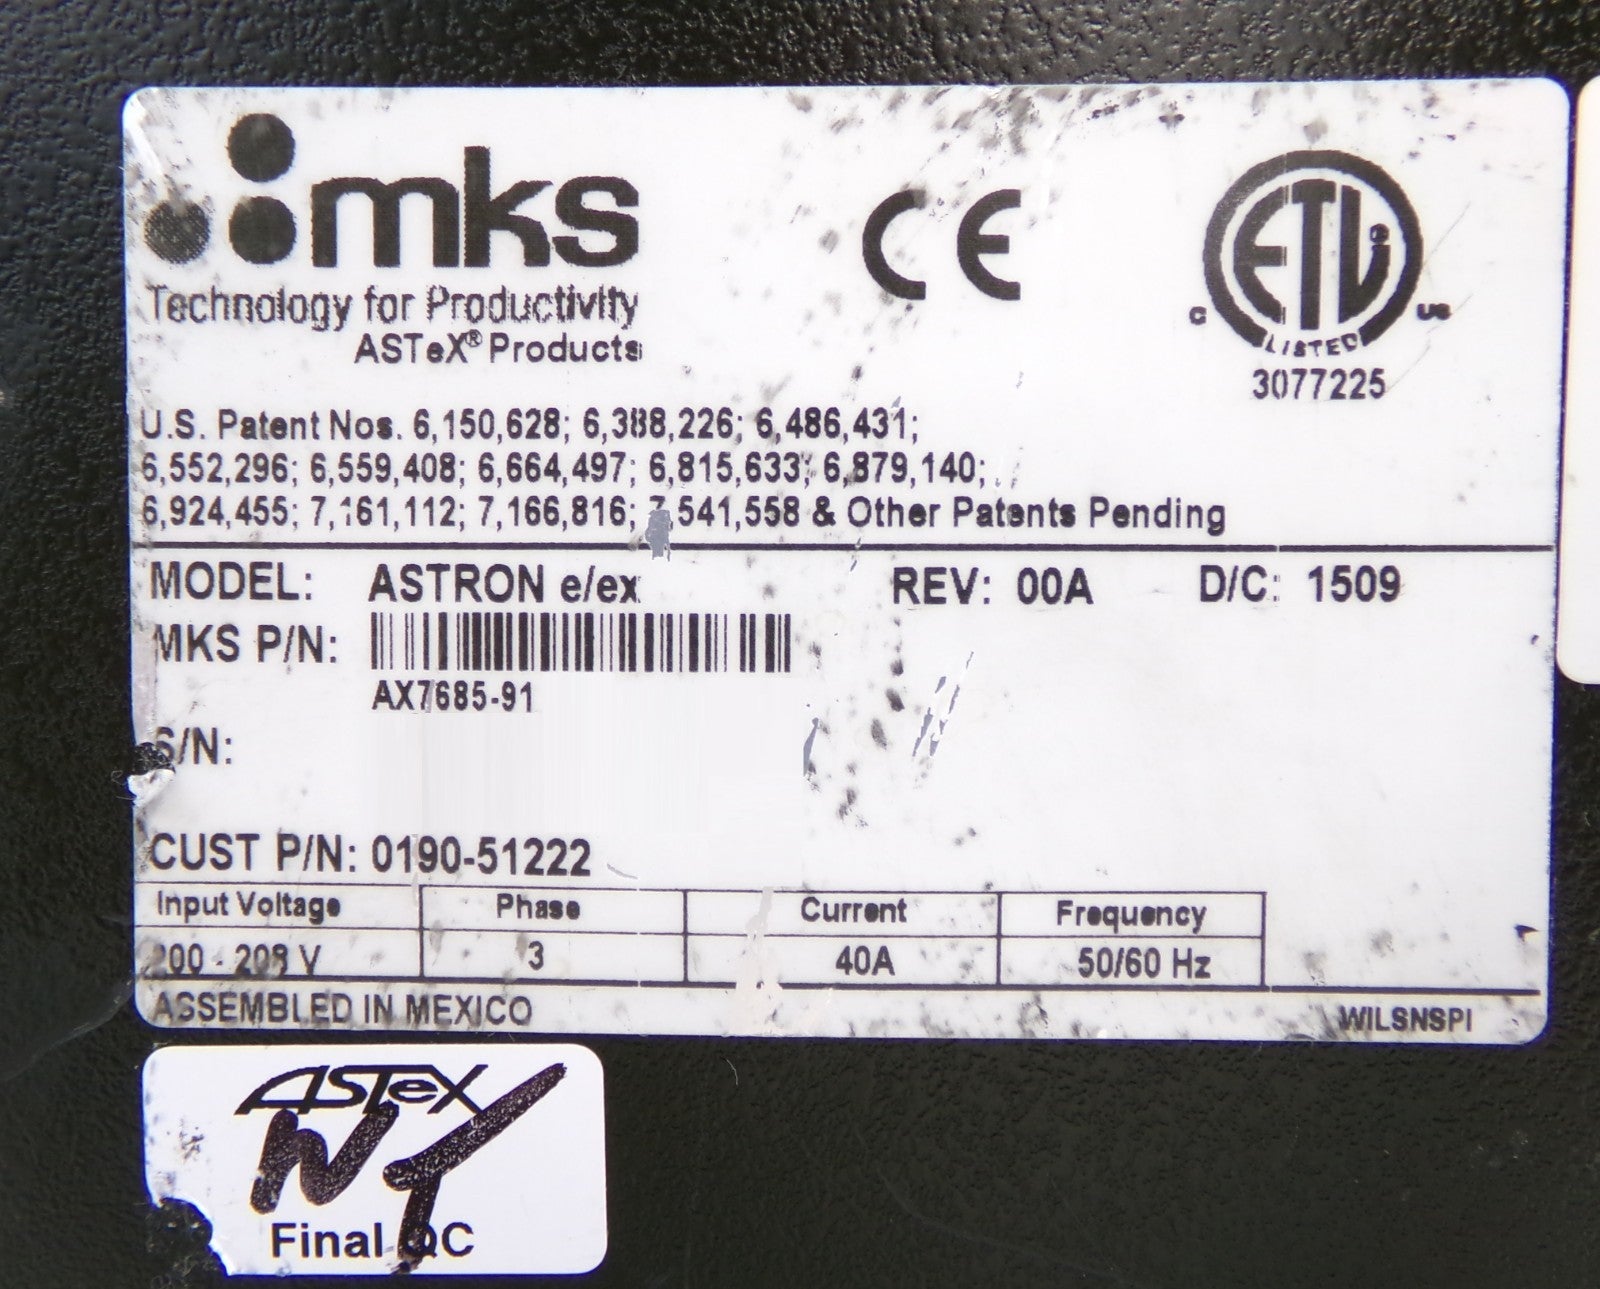 mks
Technology for Productivity
ASTeX® Products
CE
ETL
C US
LISTED
3077225
U.S. Patent Nos. 6,150,628; 6,388,226; 6,486,431;
6,552,296; 6,559,408; 6,664,497; 6,815,633; 6,879,140;
6,924,455; 7,161,112; 7,166,816; 7,541,558 & Other Patents Pending
MODEL: ASTRON e/ex REV: 00A D/C: 1509
MKS P/N:
AX7685-91
S/N:
CUST P/N: 0190-51222
Input Voltage Phase Current Frequency
200 - 208 V 3 40A 50/60 Hz
ASSEMBLED IN MEXICO WILSNSPI
ASTeX
Final QC